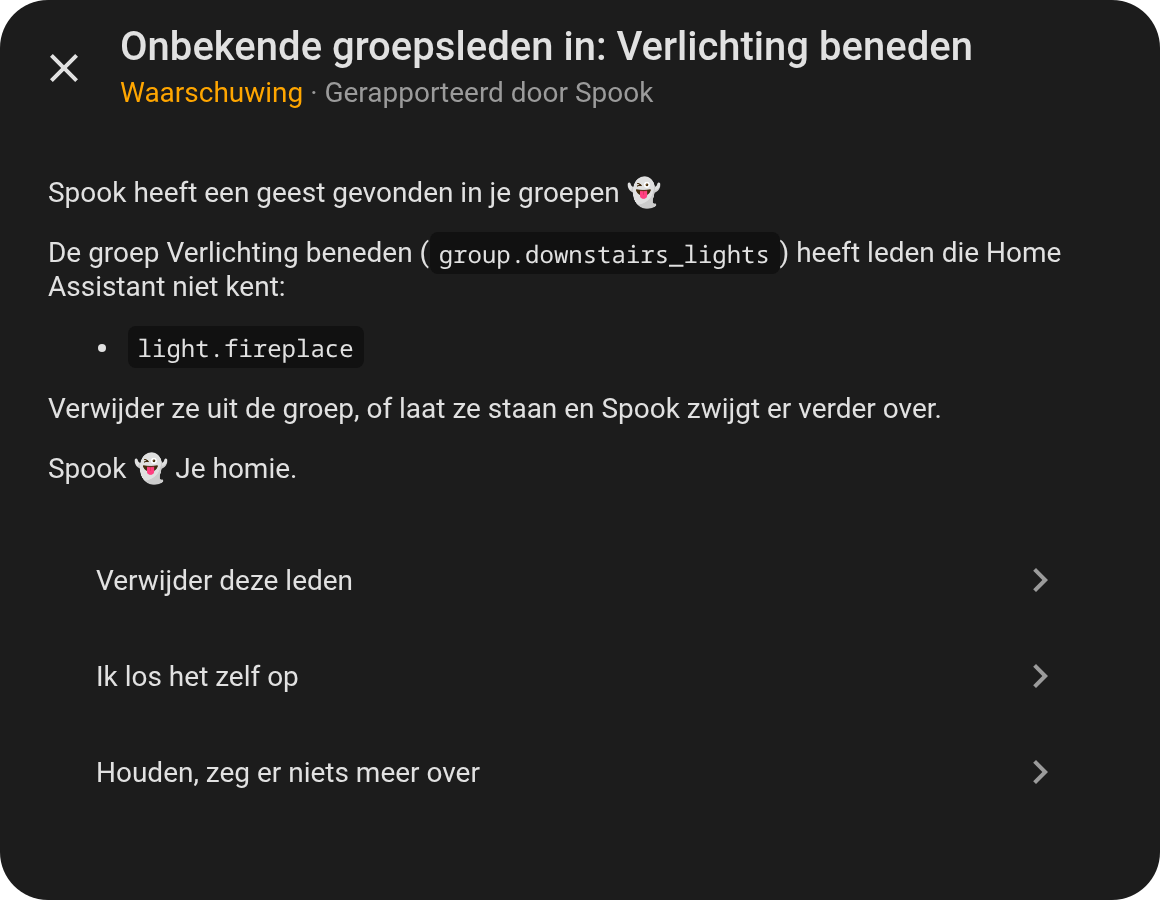 Onbekende groepsleden in: Verlichting beneden
Waarschuwing · Gerapporteerd door Spook
Spook heeft een geest gevonden in je groepen 👻
De groep Verlichting beneden (group.downstairs_lights) heeft leden die Home
Assistant niet kent:
• light.fireplace
Verwijder ze uit de groep, of laat ze staan en Spook zwijgt er verder over.
Spook 👻 Je homie.
Verwijder deze leden
Ik los het zelf op
Houden, zeg er niets meer over